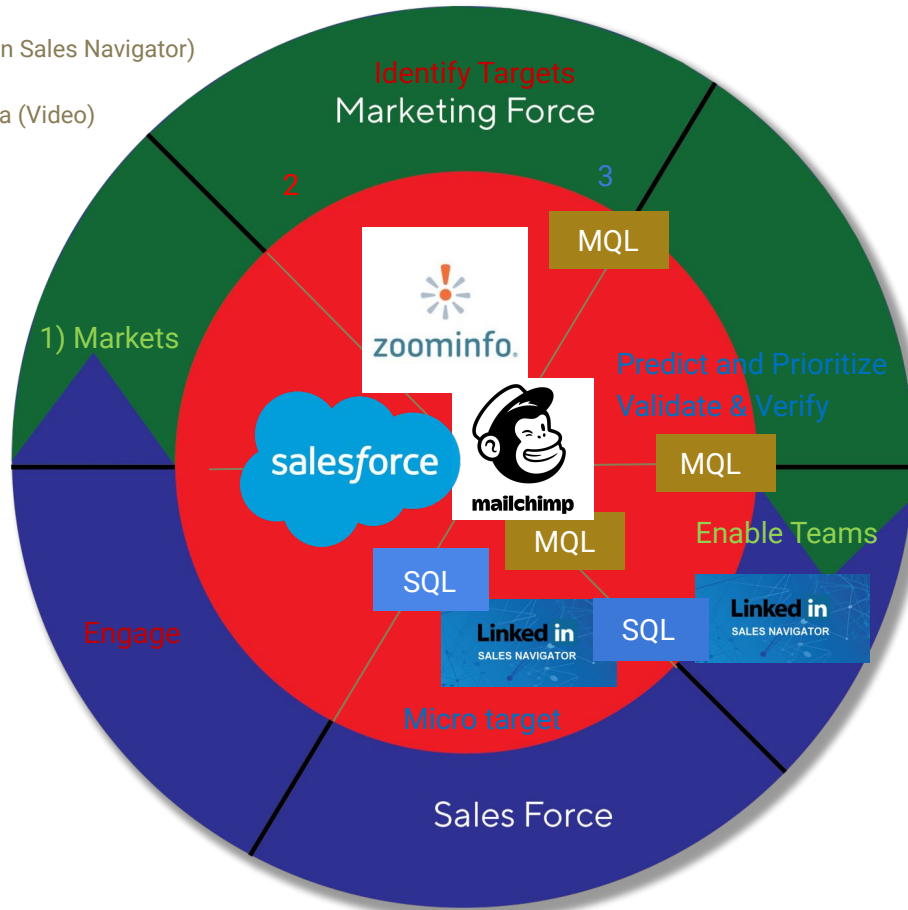 n Sales Navigator)
a (Video)
Identify Targets
Marketing Force
2
3
MQL
zoominfo.
1) Markets
Predict and Prioritize
Validate & Verify
salesforce
mailchimp
MQL
Enable Teams
MQL
SQL
Linked in
SALES NAVIGATOR
SQL
Linked in
SALES NAVIGATOR
Engage
Micro target
Sales Force